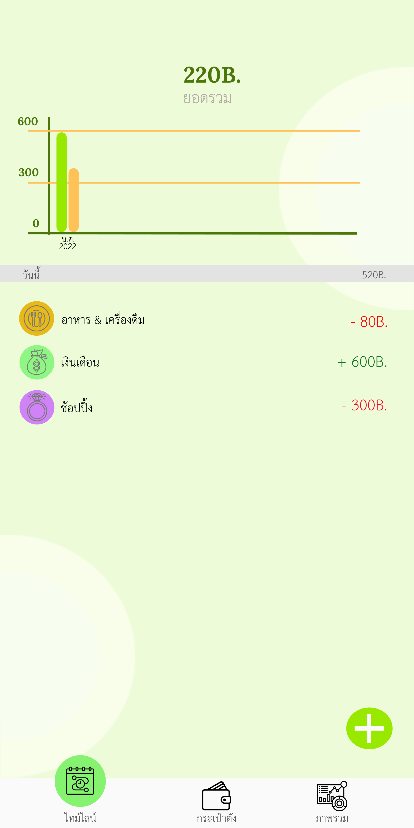 220B.
ยอดรวม
600
300
0
2022
วันนี้ 520B.
อาหาร & เครื่องดื่ม - 80B.
เงินเดือน + 600B.
ช้อปปิ้ง - 300B.
ไทม์ไลน์ กระเป๋าตัง ภาพรวม